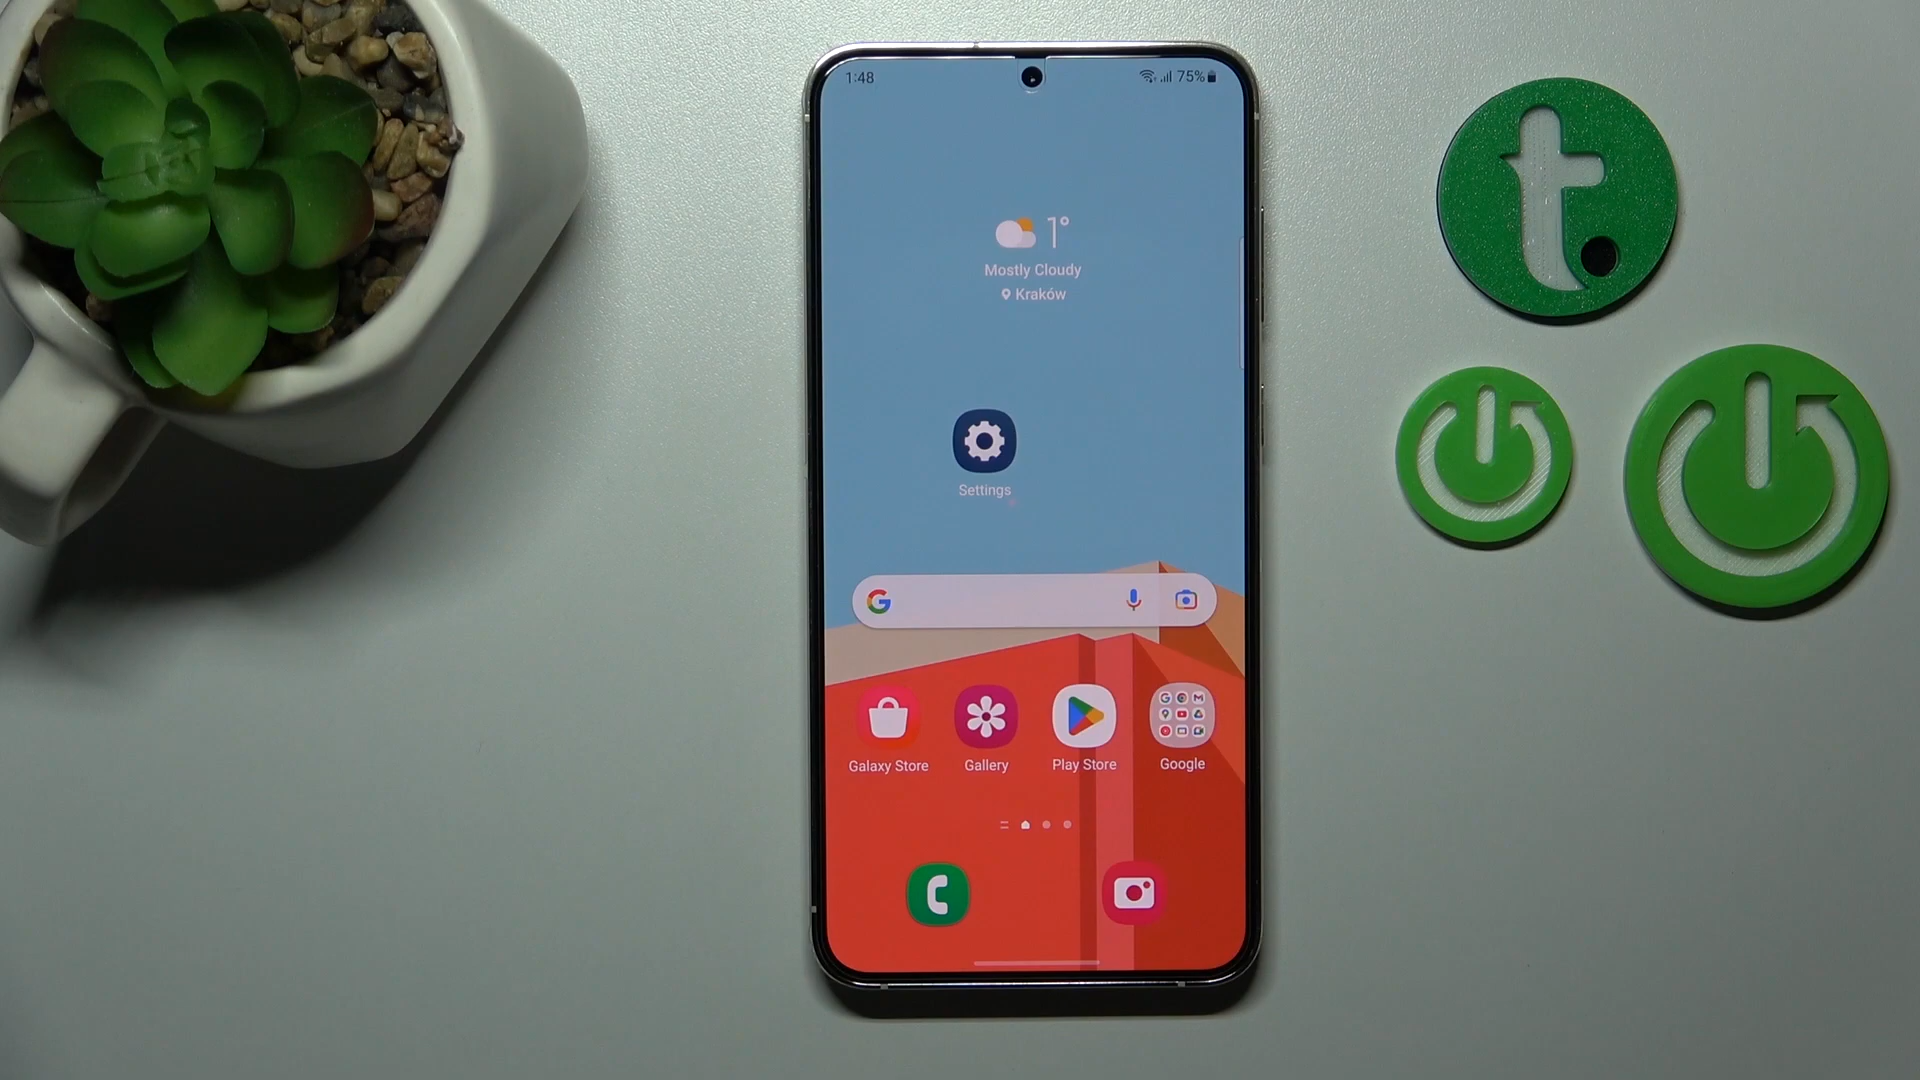 1:48
75%
1°
Mostly Cloudy
Kraków
Settings
G
Galaxy Store
Gallery
Play Store
Google
t.